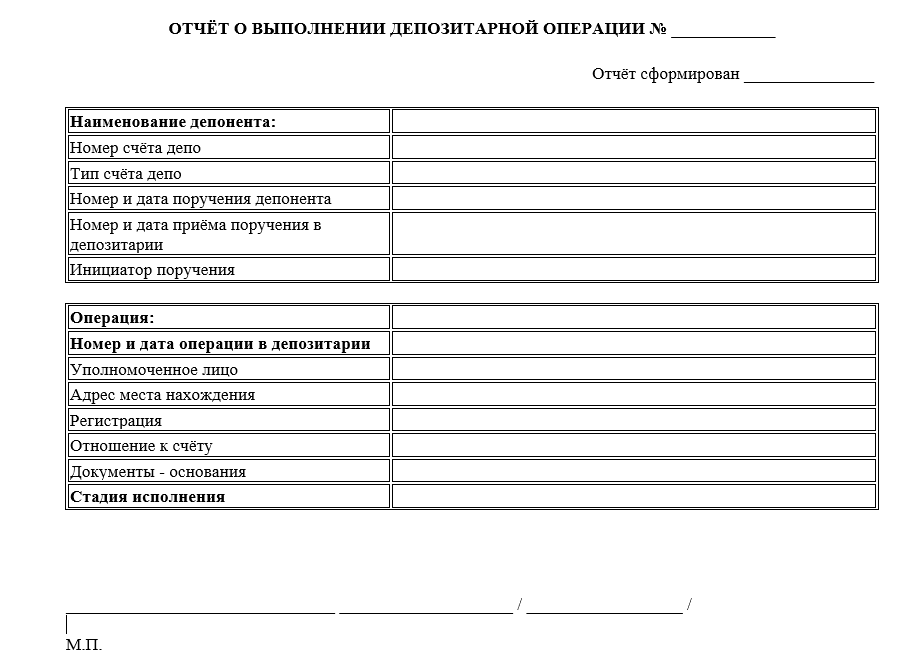 ОТЧЁТ О ВЫПОЛНЕНИИ ДЕПОЗИТАРНОЙ ОПЕРАЦИИ № ____________
Отчёт сформирован _______________
Наименование депонента:
Номер счёта депо
Тип счёта депо
Номер и дата поручения депонента
Номер и дата приёма поручения в
депозитарии
Инициатор поручения
Операция:
Номер и дата операции в депозитарии
Уполномоченное лицо
Адрес места нахождения
Регистрация
Отношение к счёту
Документы - основания
Стадия исполнения
_______________________________ ____________________ / __________________ /
М.П.